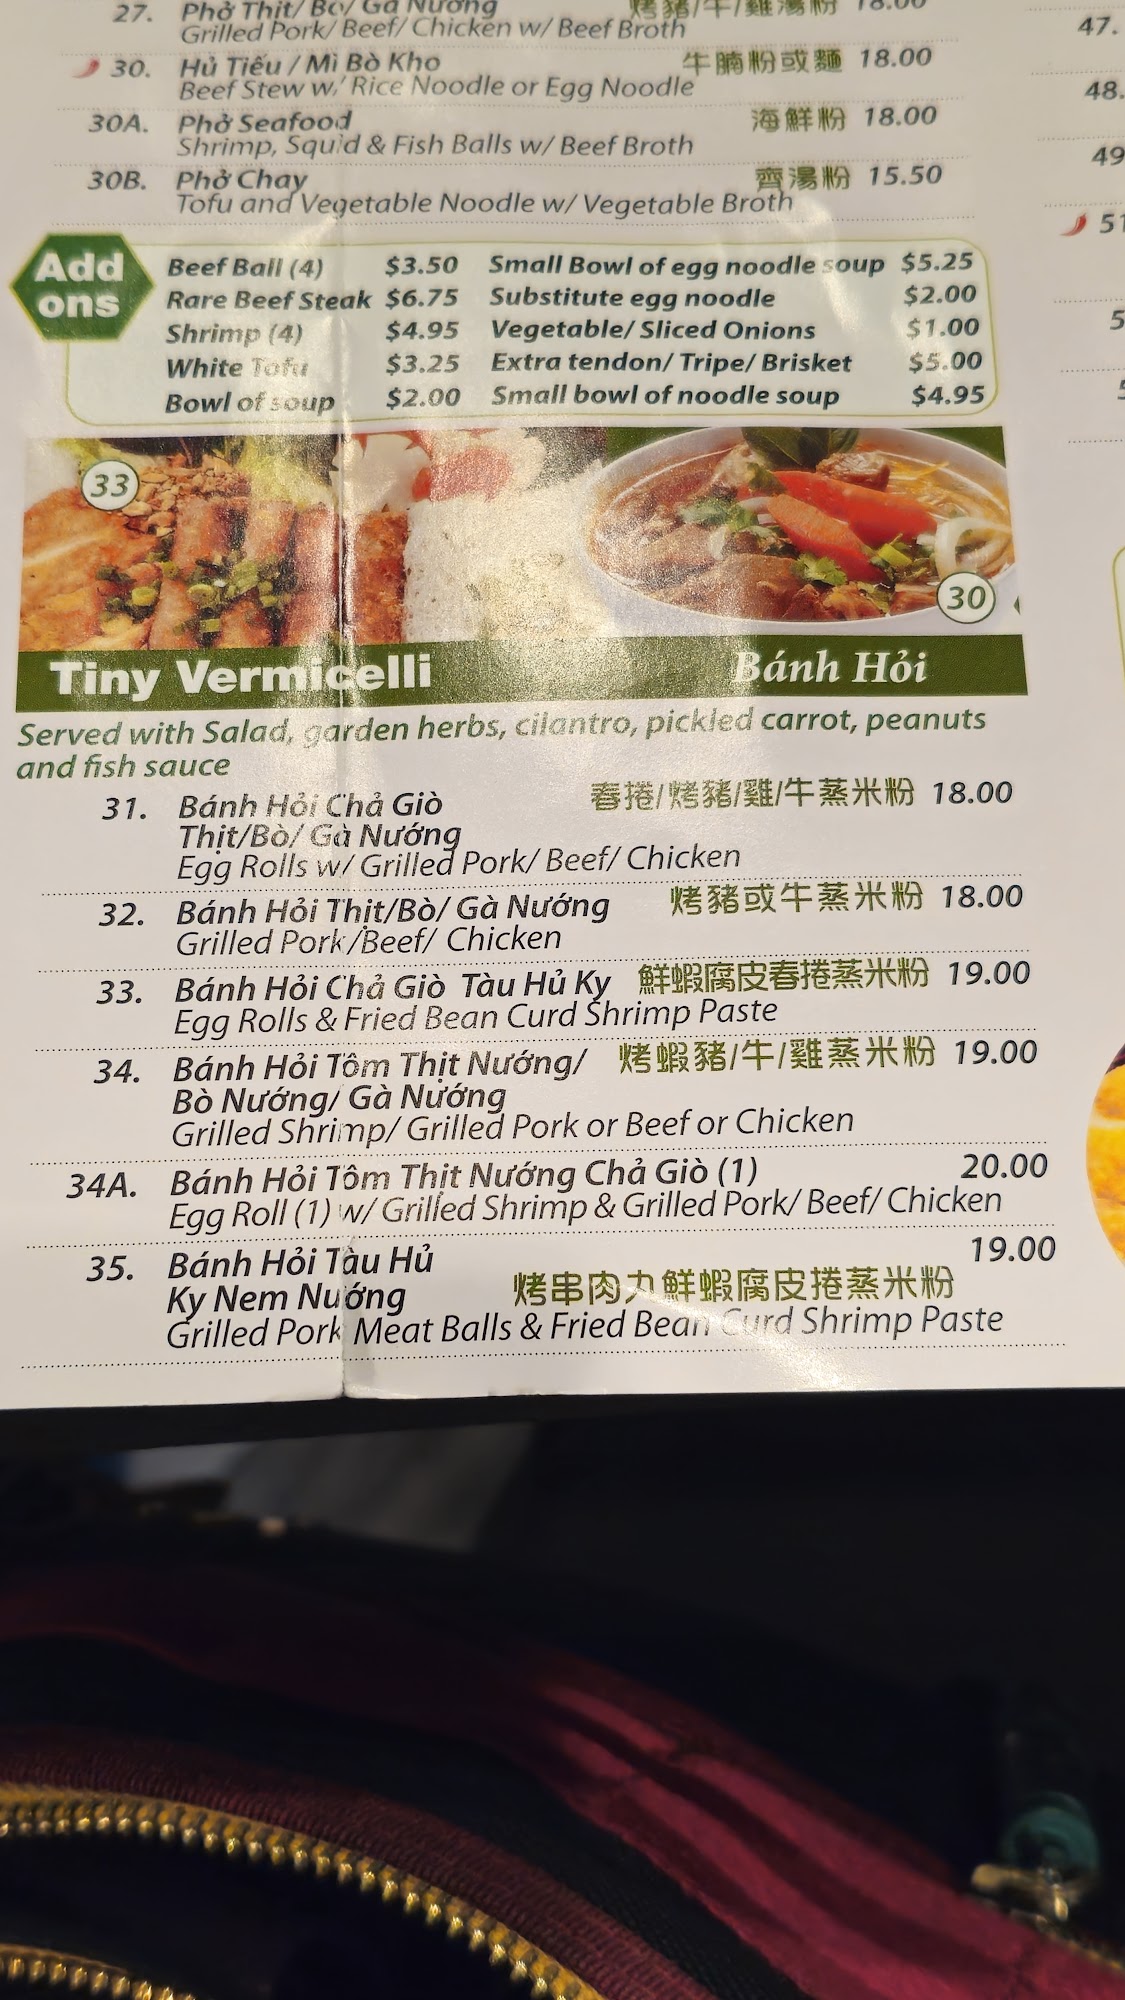 27. Phở Thịt/ Bò/ Gà Nướng 烤豬/牛/雞湯粉 18.00
Grilled Pork/ Beef/ Chicken w/ Beef Broth
30. Hủ Tiếu / Mì Bò Kho 牛腩粉或麵 18.00
Beef Stew w/ Rice Noodle or Egg Noodle
30A. Phở Seafood 海鮮粉 18.00
Shrimp, Squid & Fish Balls w/ Beef Broth
30B. Phở Chay 齊湯粉 15.50
Tofu and Vegetable Noodle w/ Vegetable Broth
Add
ons
Beef Ball (4) $3.50 Small Bowl of egg noodle soup $5.25
Rare Beef Steak $6.75 Substitute egg noodle $2.00
Shrimp (4) $4.95 Vegetable/ Sliced Onions $1.00
White Tofu $3.25 Extra tendon/ Tripe/ Brisket $5.00
Bowl of soup $2.00 Small bowl of noodle soup $4.95
33
30
Tiny Vermicelli Bánh Hỏi
Served with Salad, garden herbs, cilantro, pickled carrot, peanuts
and fish sauce
31. Bánh Hỏi Chả Giò 春捲/烤豬/雞/牛蒸米粉 18.00
Thịt/Bò/ Gà Nướng
Egg Rolls w/ Grilled Pork/ Beef/ Chicken
32. Bánh Hỏi Thịt/Bò/ Gà Nướng 烤豬或牛蒸米粉 18.00
Grilled Pork/Beef/ Chicken
33. Bánh Hỏi Chả Giò Tàu Hủ Ky 鮮蝦腐皮春捲蒸米粉 19.00
Egg Rolls & Fried Bean Curd Shrimp Paste
34. Bánh Hỏi Tôm Thịt Nướng/ 烤蝦豬/牛/雞蒸米粉 19.00
Bò Nướng/ Gà Nướng
Grilled Shrimp/ Grilled Pork or Beef or Chicken
34A. Bánh Hỏi Tôm Thịt Nướng Chả Giò (1) 20.00
Egg Roll (1) w/ Grilled Shrimp & Grilled Pork/ Beef/ Chicken
35. Bánh Hỏi Tàu Hủ 19.00
Ky Nem Nướng 烤串肉丸鮮蝦腐皮捲蒸米粉
Grilled Pork Meat Balls & Fried Bean Curd Shrimp Paste
47.
48.
49
51